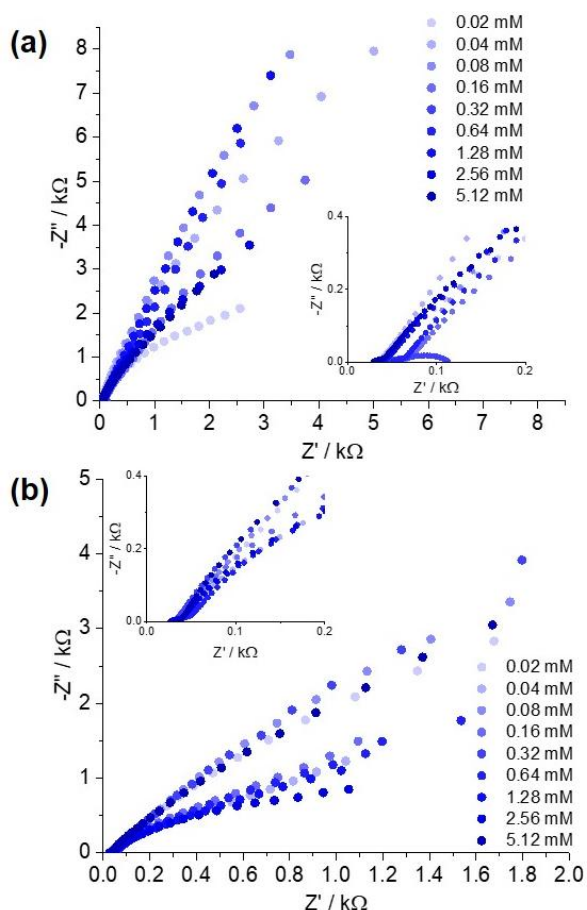 (a)
8
7
6
5
4
3
2
1
0
-Z'' / kΩ
0 1 2 3 4 5 6 7 8
Z' / kΩ
0.02 mM
0.04 mM
0.08 mM
0.16 mM
0.32 mM
0.64 mM
1.28 mM
2.56 mM
5.12 mM
0.4
0.2
0.0
-Z'' / kΩ
0.0 0.1 0.2
Z' / kΩ
(b)
5
4
3
2
1
0
-Z'' / kΩ
0.4
0.2
0.0
-Z'' / kΩ
0.0 0.1 0.2
Z' / kΩ
0.02 mM
0.04 mM
0.08 mM
0.16 mM
0.32 mM
0.64 mM
1.28 mM
2.56 mM
5.12 mM
0.0 0.2 0.4 0.6 0.8 1.0 1.2 1.4 1.6 1.8 2.0
Z' / kΩ